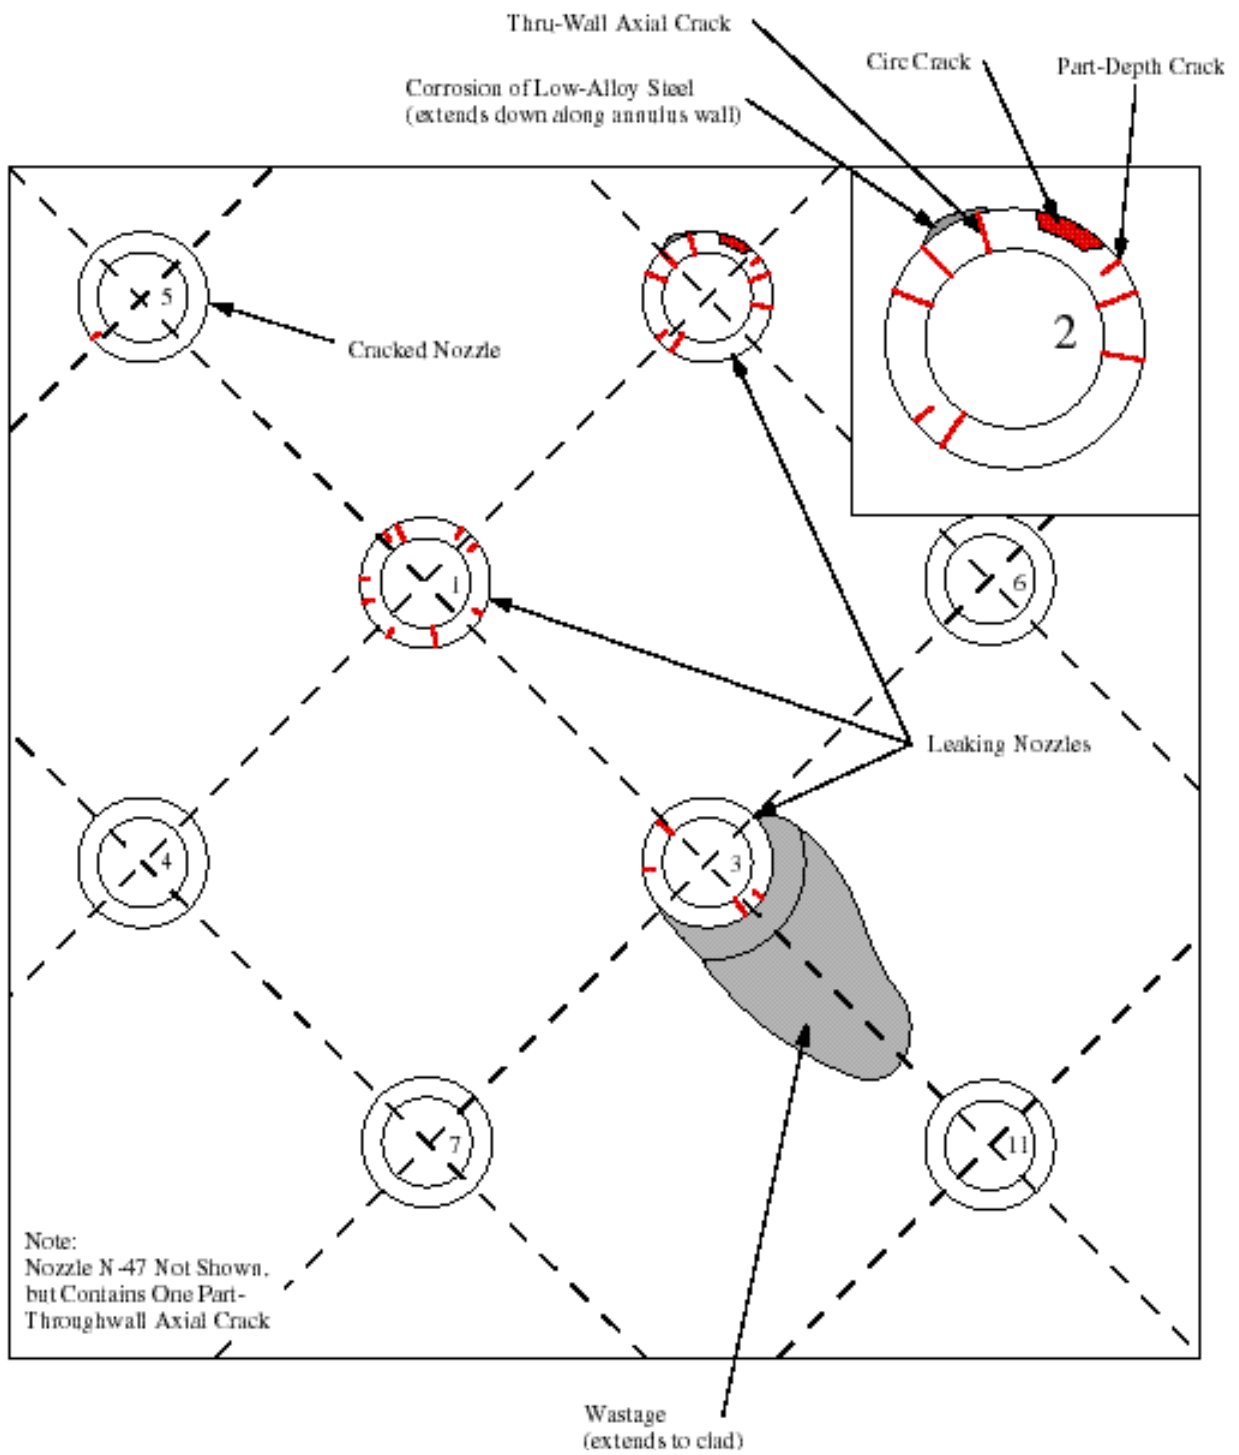 Thru-Wall Axial Crack
Circ Crack
Part-Depth Crack
Corrosion of Low-Alloy Steel
(extends down along annulus wall)
5
2
Cracked Nozzle
1
6
Leaking Nozzles
4
3
7
11
Note:
Nozzle N-47 Not Shown,
but Contains One Part-
Throughwall Axial Crack
Wastage
(extends to clad)